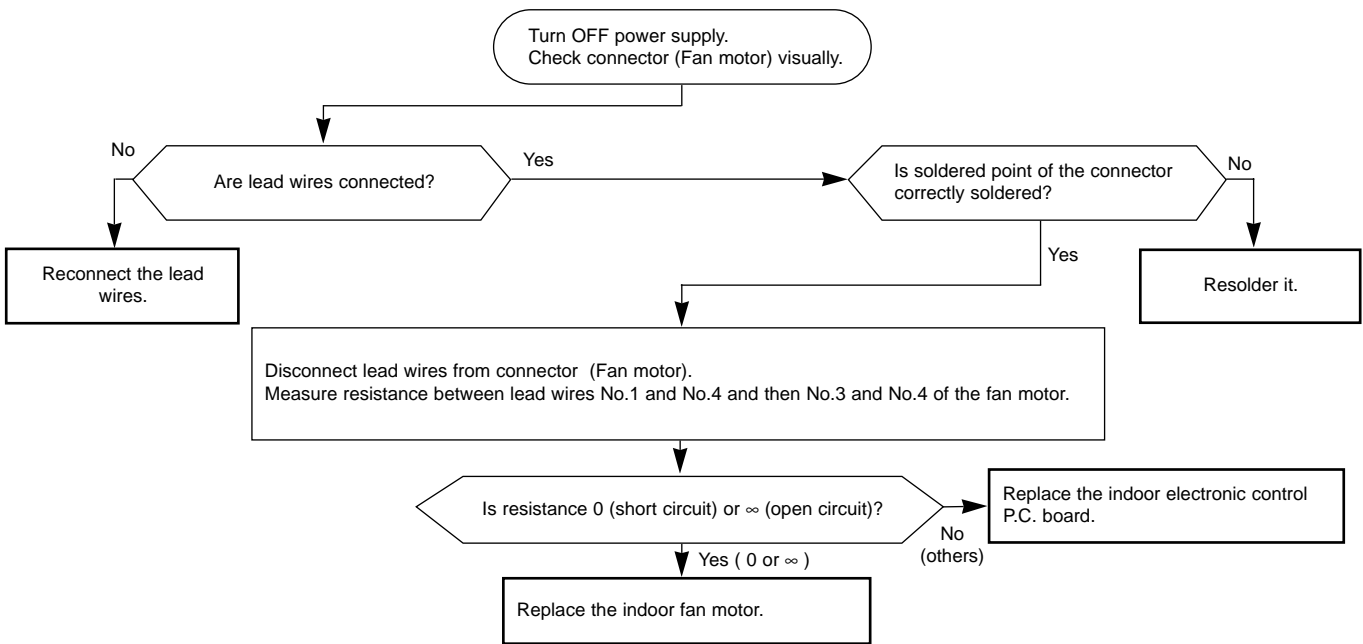 Turn OFF power supply.
Check connector (Fan motor) visually.
No
Are lead wires connected?
Yes
Is soldered point of the connector
correctly soldered?
No
Reconnect the lead
wires.
Yes
Resolder it.
Disconnect lead wires from connector (Fan motor).
Measure resistance between lead wires No.1 and No.4 and then No.3 and No.4 of the fan motor.
Is resistance 0 (short circuit) or ∞ (open circuit)?
No
(others)
Replace the indoor electronic control
P.C. board.
Yes ( 0 or ∞ )
Replace the indoor fan motor.